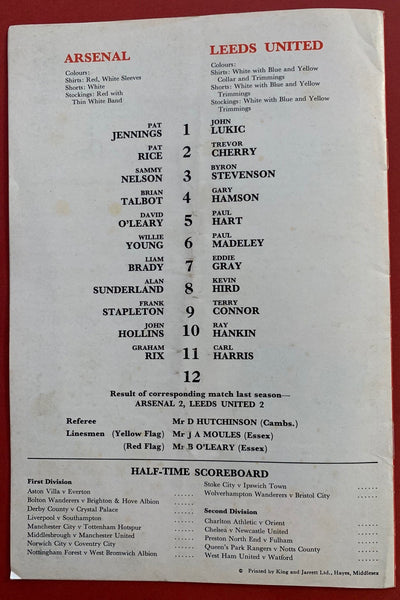 ARSENAL
Colours:
Shirts: Red, White Sleeves
Shorts: White
Stockings: Red with
Thin White Band
LEEDS UNITED
Colours:
Shirts: White with Blue and Yellow
Collar and Trimmings
Shorts: White with Blue and Yellow
Trimmings
Stockings: White with Blue and Yellow
Trimmings
PAT JENNINGS 1 JOHN LUKIC
PAT RICE 2 TREVOR CHERRY
SAMMY NELSON 3 BYRON STEVENSON
BRIAN TALBOT 4 GARY HAMSON
DAVID O'LEARY 5 PAUL HART
WILLIE YOUNG 6 PAUL MADELEY
LIAM BRADY 7 EDDIE GRAY
ALAN SUNDERLAND 8 KEVIN HIRD
FRANK STAPLETON 9 TERRY CONNOR
JOHN HOLLINS 10 RAY HANKIN
GRAHAM RIX 11 CARL HARRIS
12
Result of corresponding match last season—
ARSENAL 2, LEEDS UNITED 2
Referee Mr D HUTCHINSON (Cambs.)
Linesmen (Yellow Flag) Mr J A MOULES (Essex)
(Red Flag) Mr B O'LEARY (Essex)
HALF-TIME SCOREBOARD
First Division
Aston Villa v Everton ......
Bolton Wanderers v Brighton & Hove Albion ......
Derby County v Crystal Palace ......
Liverpool v Southampton ......
Manchester City v Tottenham Hotspur ......
Middlesbrough v Manchester United ......
Norwich City v Coventry City ......
Nottingham Forest v West Bromwich Albion ......
Stoke City v Ipswich Town ......
Wolverhampton Wanderers v Bristol City ......
Second Division
Charlton Athletic v Orient ......
Chelsea v Newcastle United ......
Preston North End v Fulham ......
Queen's Park Rangers v Notts County ......
West Ham United v Watford ......
© Printed by King and Jarrett Ltd., Hayes, Middlesex